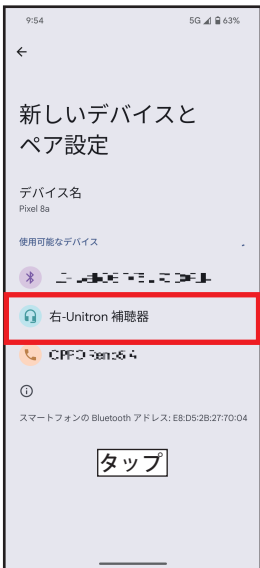 9:54 5G 63%
新しいデバイスと
ペア設定
デバイス名
Pixel 8a
使用可能なデバイス
右-Unitron 補聴器
スマートフォンの Bluetooth アドレス: E8:D5:2B:27:70:04
タップ